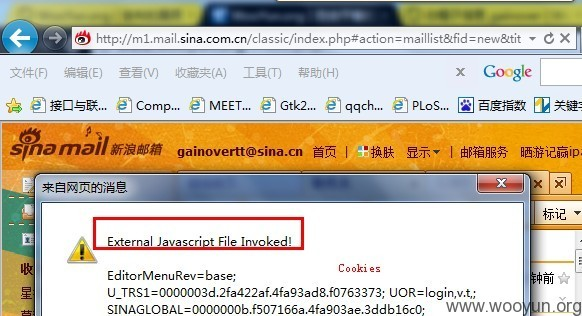 http://m1.mail.sina.com.cn/classic/index.php#action=maillist&fid=new&tit
文件(F) 编辑(E) 查看(V) 收藏夹(A) 工具(T) 帮助(H) x Google
接口与联... Comp... MEET... Gtk2... qqch... PLoS... 百度指数
sina mail 新浪邮箱 gainovertt@sina.cn 首页 | 换肤 显示 | 邮箱服务 晒游记赢ipa
来自网页的消息
标记
External Javascript File Invoked!
Cookies
钟前
收
EditorMenuRev=base;
U_TRS1=0000003d.2fa422af.4fa93ad8.f0763373; UOR=login,v.t,;
SINAGLOBAL=0000000b.f507166a.4fa903ae.3ddb16c0;
www.wooyun.org